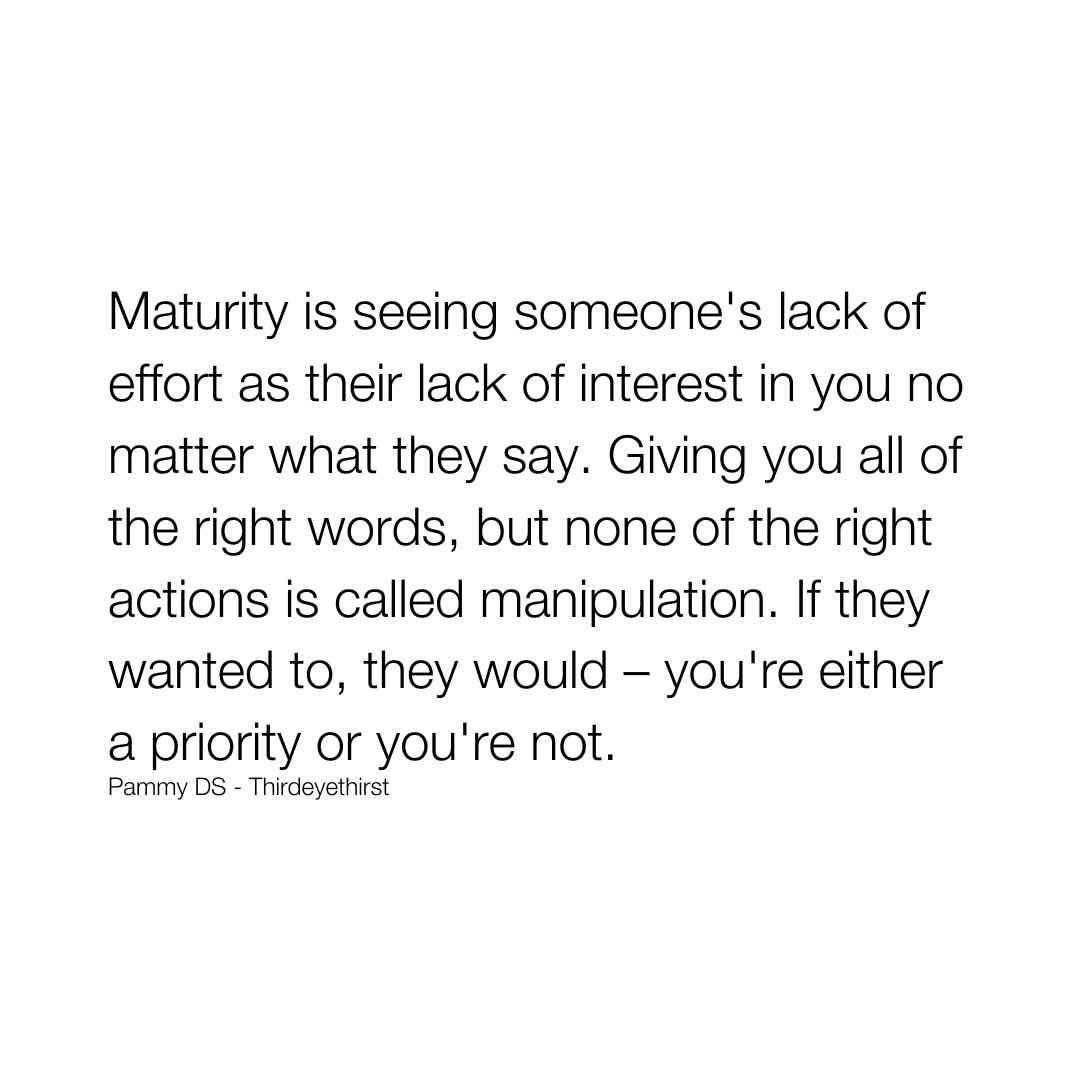 Maturity is seeing someone's lack of
effort as their lack of interest in you no
matter what they say. Giving you all of
the right words, but none of the right
actions is called manipulation. If they
wanted to, they would – you're either
a priority or you're not.
Pammy DS - Thirdeyethirst